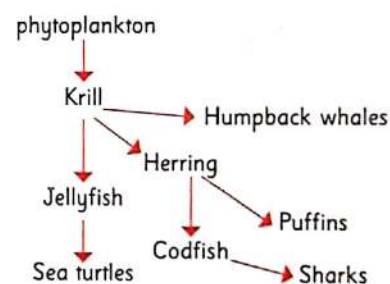 phytoplankton
Krill
Humpback whales
Herring
Jellyfish
Puffins
Codfish
Sea turtles
Sharks